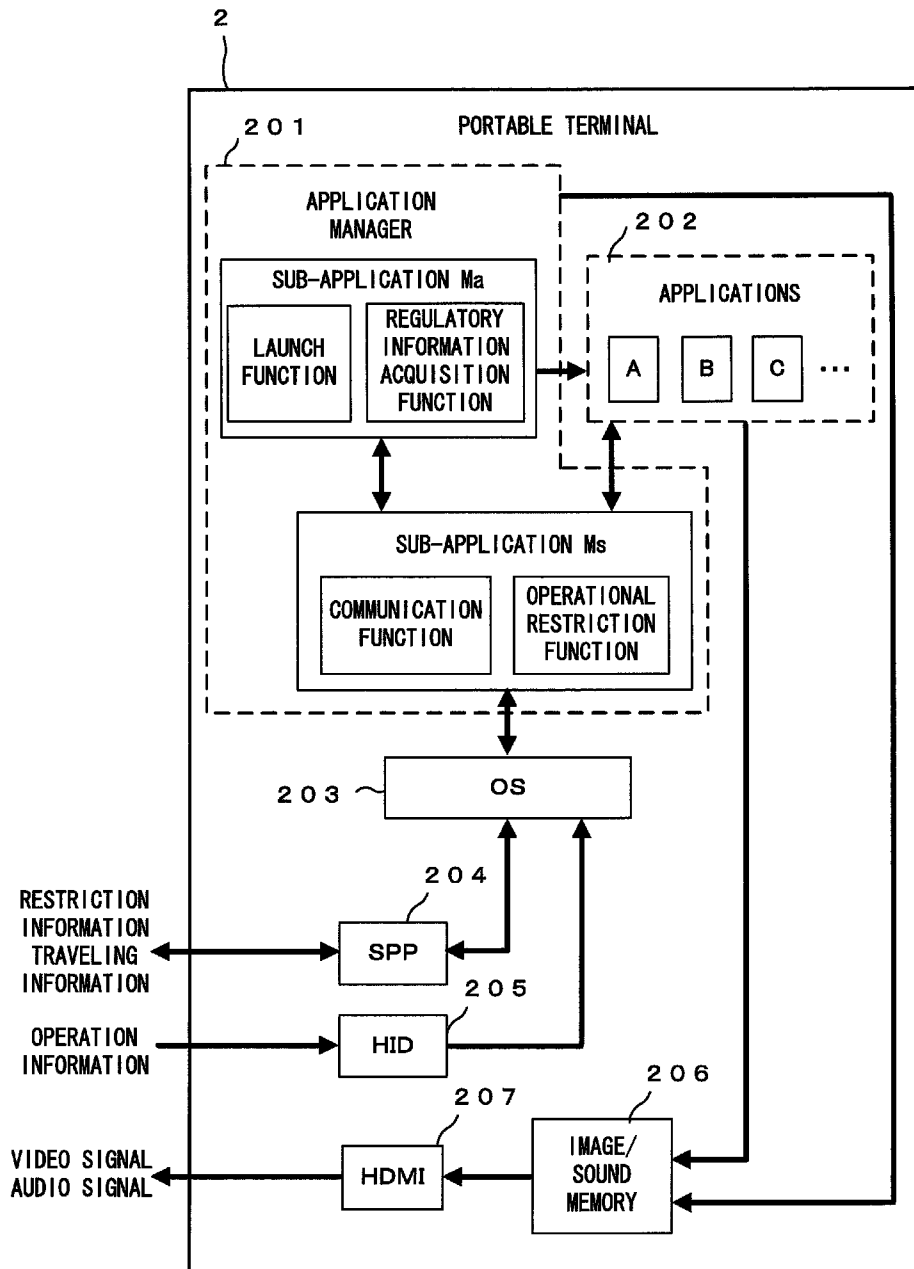 2
PORTABLE TERMINAL
201
APPLICATION
MANAGER
202
SUB-APPLICATION Ma
APPLICATIONS
LAUNCH
FUNCTION
REGULATORY
INFORMATION
ACQUISITION
FUNCTION
A
B
C
...
SUB-APPLICATION Ms
COMMUNICATION
FUNCTION
OPERATIONAL
RESTRICTION
FUNCTION
203
OS
204
RESTRICTION
INFORMATION
TRAVELING
INFORMATION
SPP
205
OPERATION
INFORMATION
HID
206
207
VIDEO SIGNAL
AUDIO SIGNAL
HDMI
IMAGE/
SOUND
MEMORY